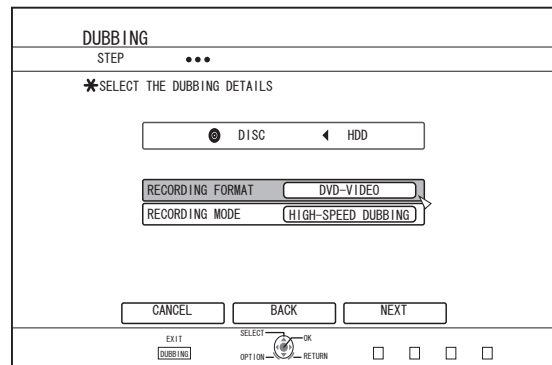 DUBBING
STEP
*SELECT THE DUBBING DETAILS
DISC HDD
RECORDING FORMAT DVD-VIDEO
RECORDING MODE HIGH-SPEED DUBBING
CANCEL BACK NEXT
EXIT SELECT OK
DUBBING OPTION RETURN